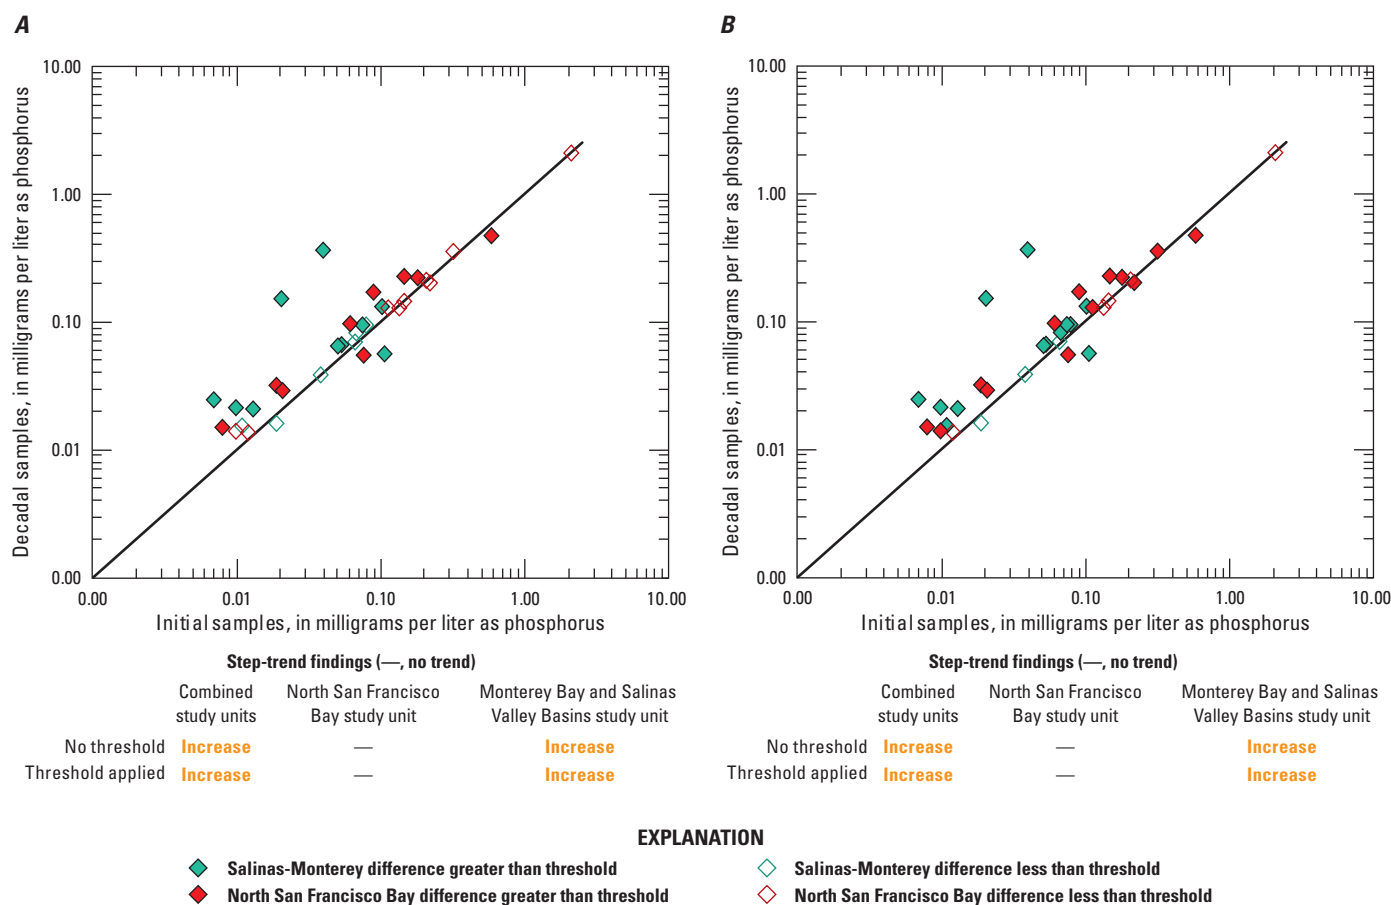 A
B
10.00
1.00
0.10
0.01
0.00
Decadal samples, in milligrams per liter as phosphorus
0.00 0.01 0.10 1.00 10.00
Initial samples, in milligrams per liter as phosphorus
10.00
1.00
0.10
0.01
0.00
Decadal samples, in milligrams per liter as phosphorus
0.00 0.01 0.10 1.00 10.00
Initial samples, in milligrams per liter as phosphorus
Step-trend findings (—, no trend)
Combined North San Francisco Monterey Bay and Salinas
study units Bay study unit Valley Basins study unit
No threshold Increase — Increase
Threshold applied Increase — Increase
Step-trend findings (—, no trend)
Combined North San Francisco Monterey Bay and Salinas
study units Bay study unit Valley Basins study unit
No threshold Increase — Increase
Threshold applied Increase — Increase
EXPLANATION
Salinas-Monterey difference greater than threshold
North San Francisco Bay difference greater than threshold
Salinas-Monterey difference less than threshold
North San Francisco Bay difference less than threshold